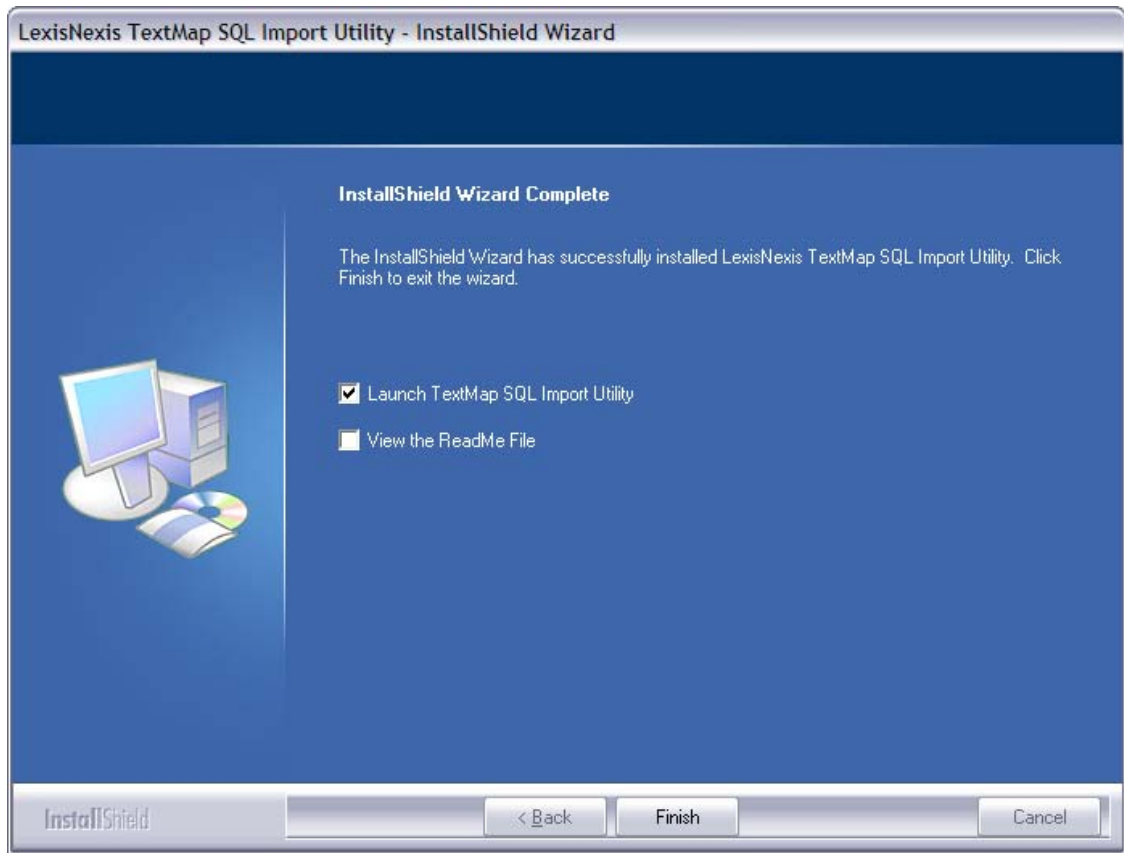 LexisNexis TextMap SQL Import Utility - InstallShield Wizard
InstallShield Wizard Complete
The InstallShield Wizard has successfully installed LexisNexis TextMap SQL Import Utility. Click
Finish to exit the wizard.
Launch TextMap SQL Import Utility
View the ReadMe File
InstallShield
< Back
Finish
Cancel